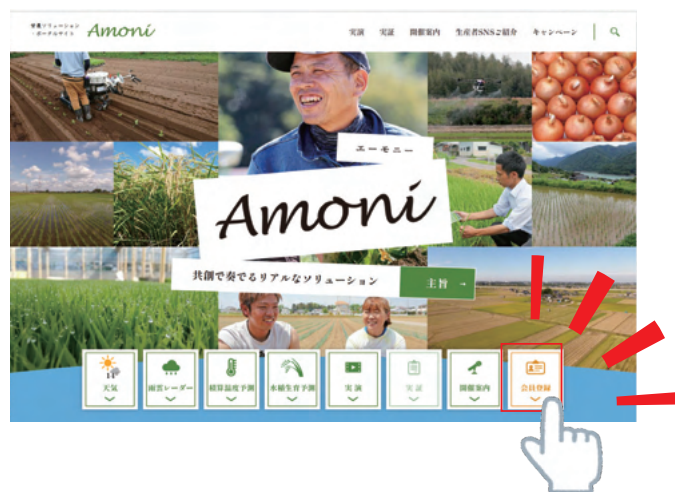 営農ソリューション
・ポータルサイト
Amoni
実演
実証
開催案内
生産者SNSご紹介
キャンペーン
エーモニー
Amoni
共創で奏でるリアルなソリューション
主旨 →
天気
雨雲レーダー
積算温度予測
水稲生育予測
実演
実証
開催案内
会員登録